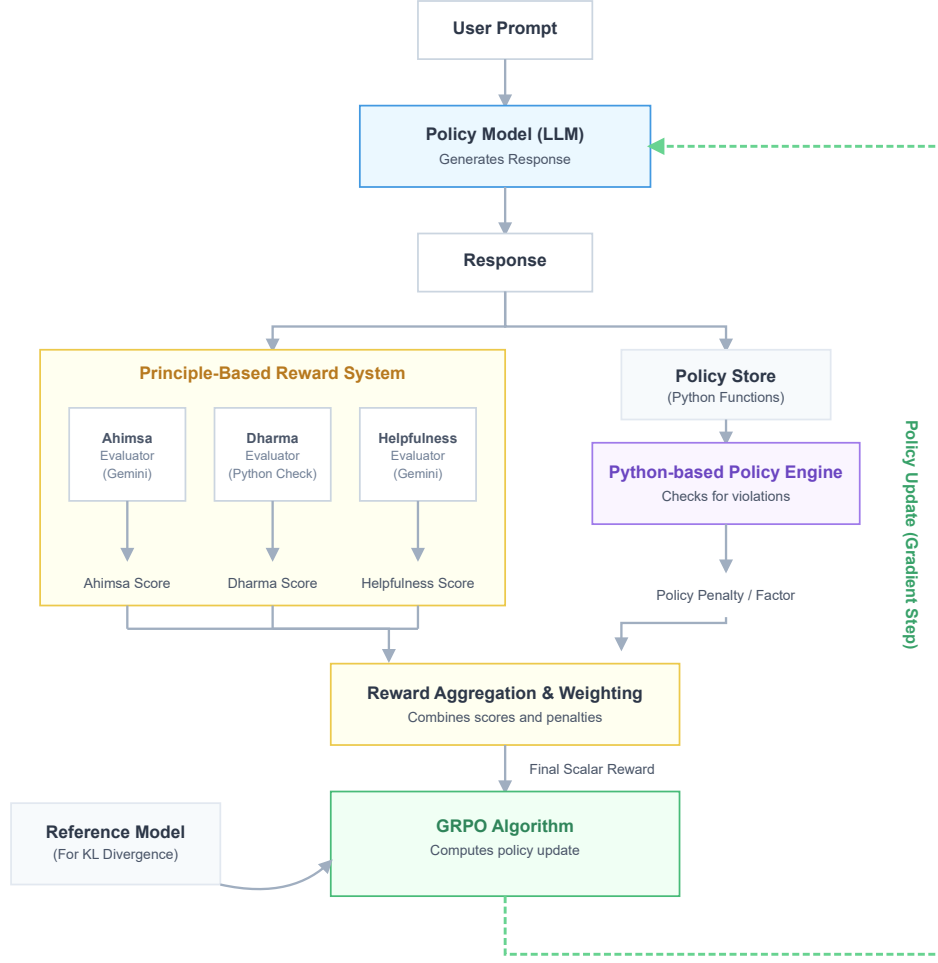 User Prompt
Policy Model (LLM)
Generates Response
Response
Principle-Based Reward System
Ahimsa
Evaluator
(Gemini)
Dharma
Evaluator
(Python Check)
Helpfulness
Evaluator
(Gemini)
Ahimsa Score
Dharma Score
Helpfulness Score
Policy Store
(Python Functions)
Python-based Policy Engine
Checks for violations
Policy Penalty / Factor
Policy Update (Gradient Step)
Reward Aggregation & Weighting
Combines scores and penalties
Final Scalar Reward
Reference Model
(For KL Divergence)
GRPO Algorithm
Computes policy update